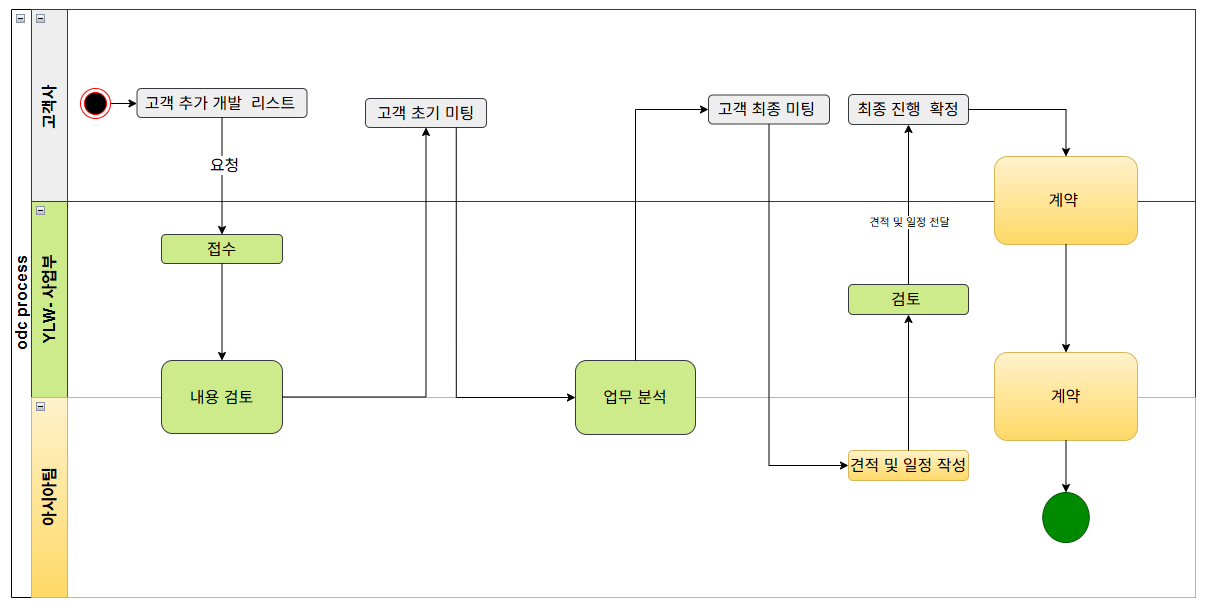 odc process
고객사
고객 추가 개발 리스트
고객 초기 미팅
고객 최종 미팅
최종 진행 확정
요청
계약
YLW- 사업부
견적 및 일정 전달
접수
검토
내용 검토
업무 분석
계약
아시아팀
견적 및 일정 작성